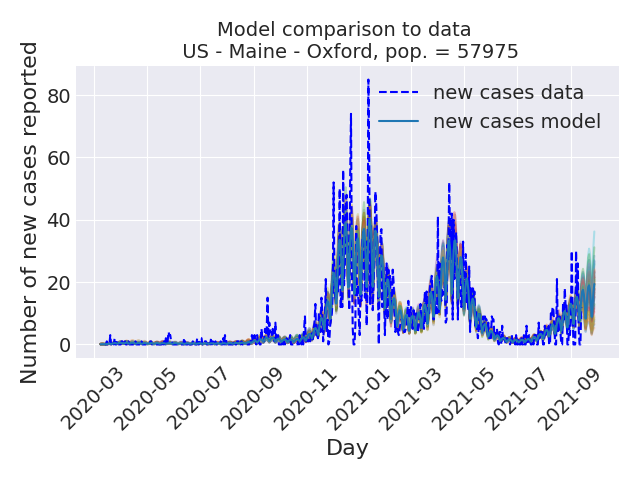 Model comparison to data
US - Maine - Oxford, pop. = 57975
Number of new cases reported
80
60
40
20
0
new cases data
new cases model
2020-03
2020-05
2020-07
2020-09
2020-11
2021-01
2021-03
2021-05
2021-07
2021-09
Day